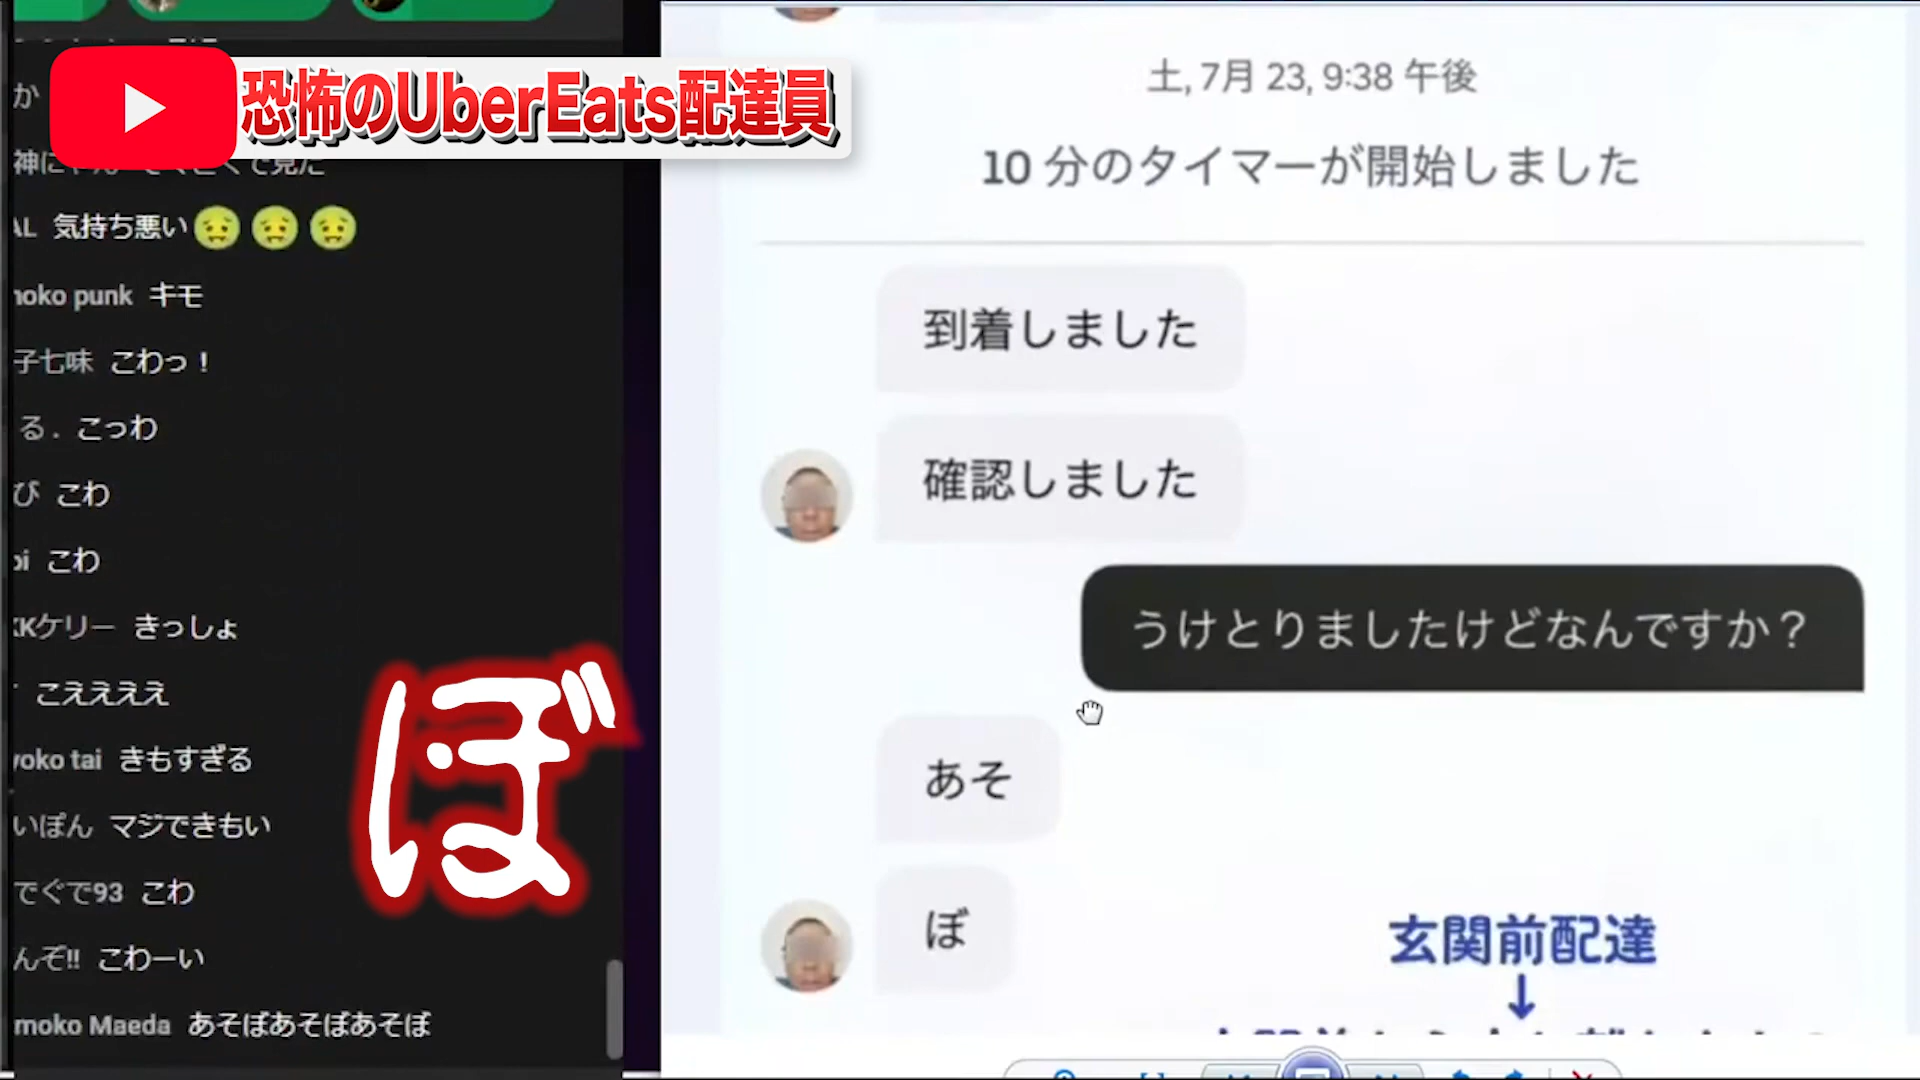 恐怖のUberEats配達員
か
気持ち悪い🤢🤢🤢
oko punk キモ
子七味 こわっ！
る. こっわ
び こわ
こわ
Kケリー きっしょ
こええええ
yoko tai きもすぎる
いぽん マジできもい
でぐで93 こわ
んぞ!! こわーい
moko Maeda あそぼあそぼあそぼ
ぼ
土, 7月 23, 9:38 午後
10 分のタイマーが開始しました
到着しました
確認しました
うけとりましたけどなんですか？
あそ
ぼ
玄関前配達
↓